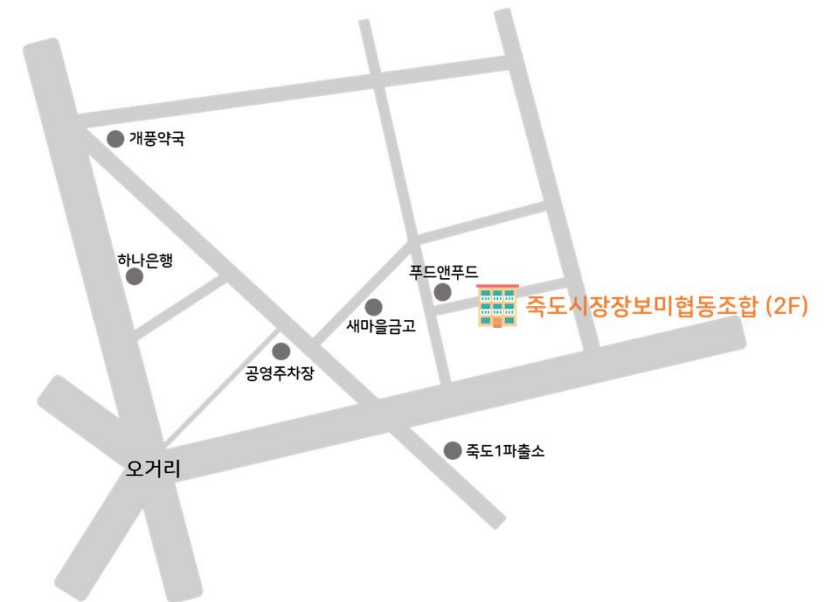 개풍약국
하나은행
푸드앤푸드
죽도시장장보미협동조합 (2F)
새마을금고
공영주차장
죽도1파출소
오거리